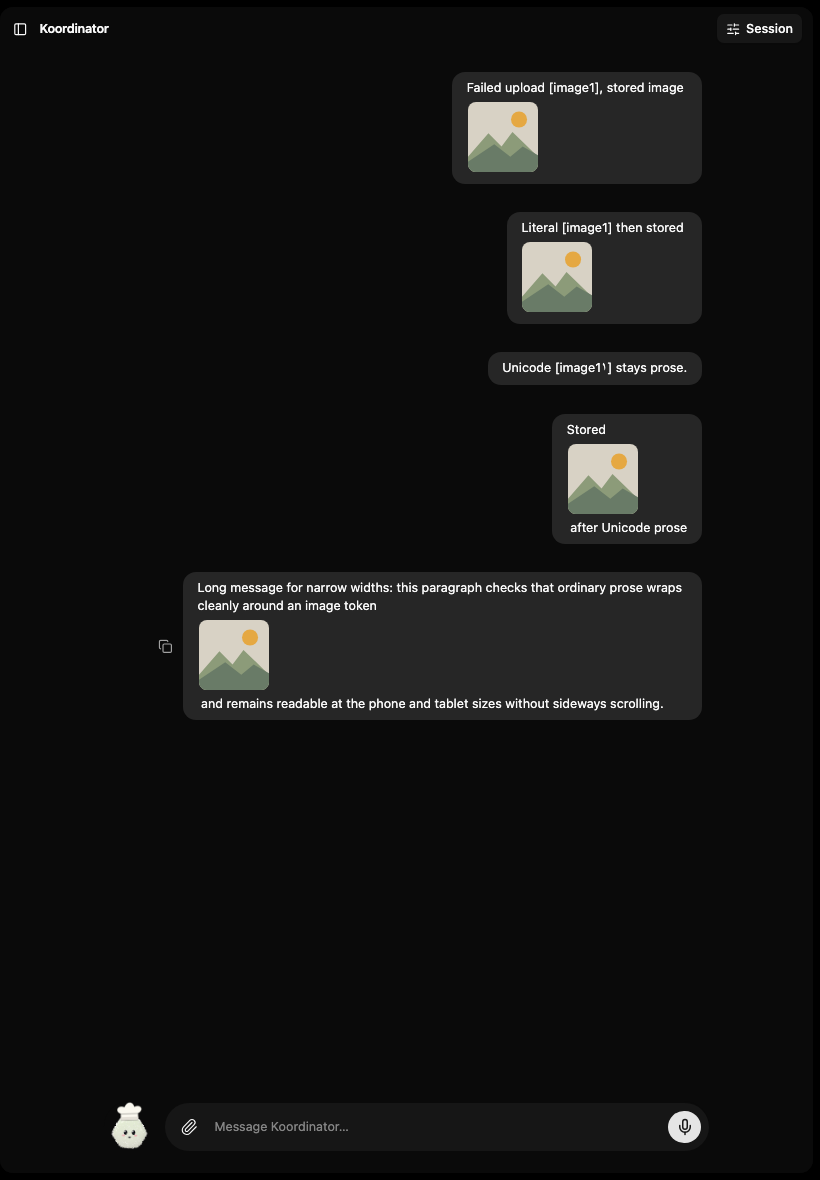 Koordinator
Session
Failed upload [image1], stored image
Literal [image1] then stored
Unicode [image1١] stays prose.
Stored
after Unicode prose
Long message for narrow widths: this paragraph checks that ordinary prose wraps
cleanly around an image token
and remains readable at the phone and tablet sizes without sideways scrolling.
Message Koordinator...